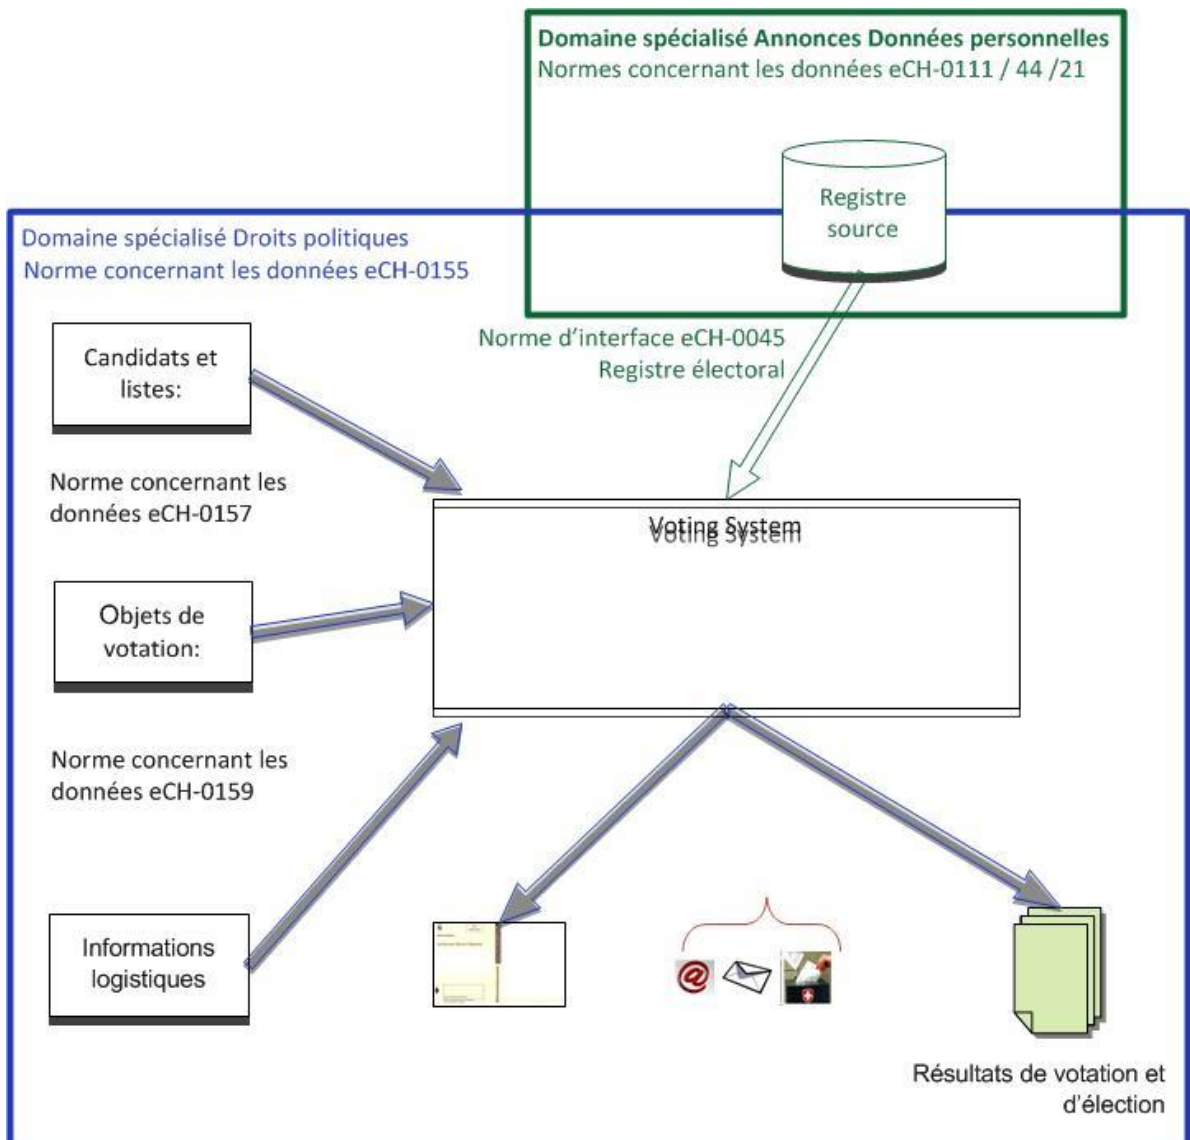 Domaine spécialisé Annonces Données personnelles
Normes concernant les données eCH-0111 / 44 /21
Registre
source
Domaine spécialisé Droits politiques
Norme concernant les données eCH-0155
Norme d'interface eCH-0045
Registre électoral
Candidats et
listes:
Norme concernant les
données eCH-0157
Voting System
Voting System
Objets de
votation:
Norme concernant les
données eCH-0159
Informations
logistiques
@
Résultats de votation et
d'élection